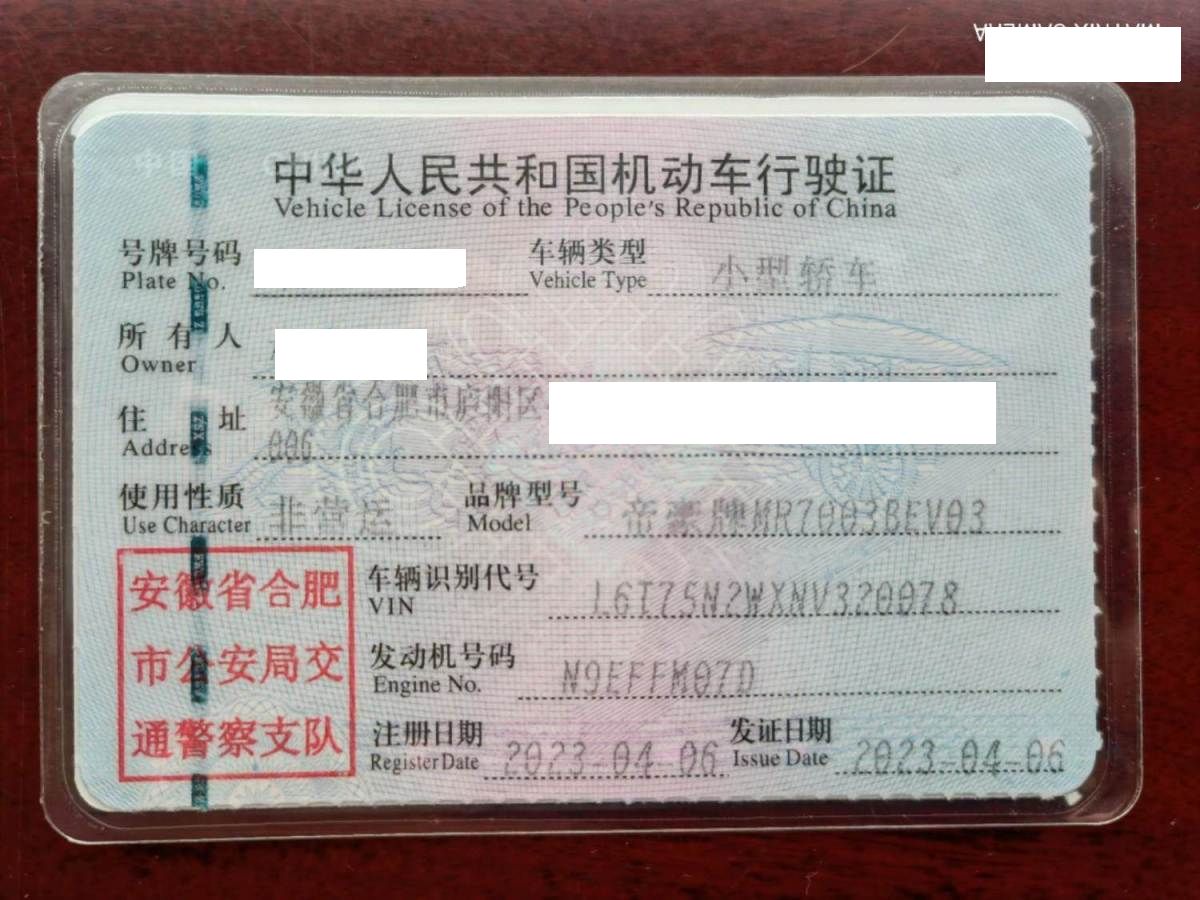 中华人民共和国机动车行驶证
Vehicle License of the People's Republic of China
号牌号码 车辆类型 小型轿车
Plate No. Vehicle Type
所有人
Owner
住址 安徽省合肥市庐阳区
Address 006
使用性质 非营运 品牌型号 帝豪牌MR7003BEV03
Use Character Model
安徽省合肥
市公安局交
通警察支队
车辆识别代号 L6T7SN2WXNV320078
VIN
发动机号码 N9EFFM07D
Engine No.
注册日期 2023-04-06 发证日期 2023-04-06
Register Date Issue Date